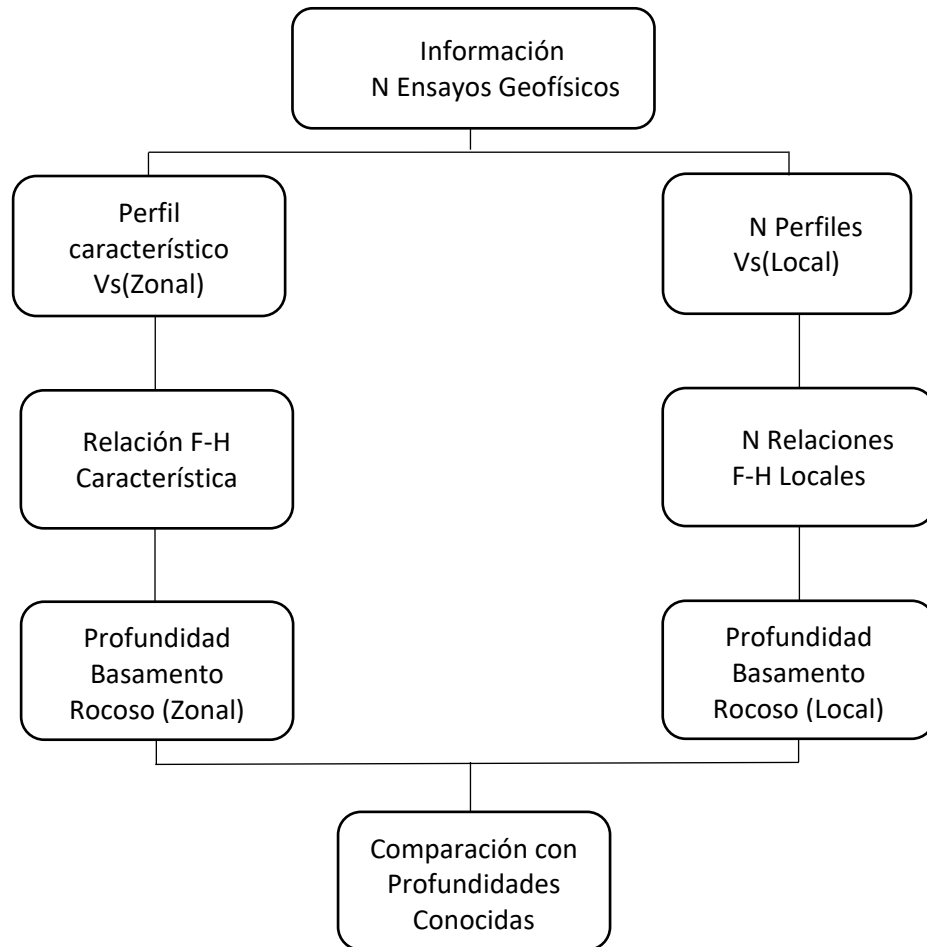 Información
N Ensayos Geofísicos
Perfil
característico
Vs(Zonal)
N Perfiles
Vs(Local)
Relación F-H
Característica
N Relaciones
F-H Locales
Profundidad
Basamento
Rocoso (Zonal)
Profundidad
Basamento
Rocoso (Local)
Comparación con
Profundidades
Conocidas